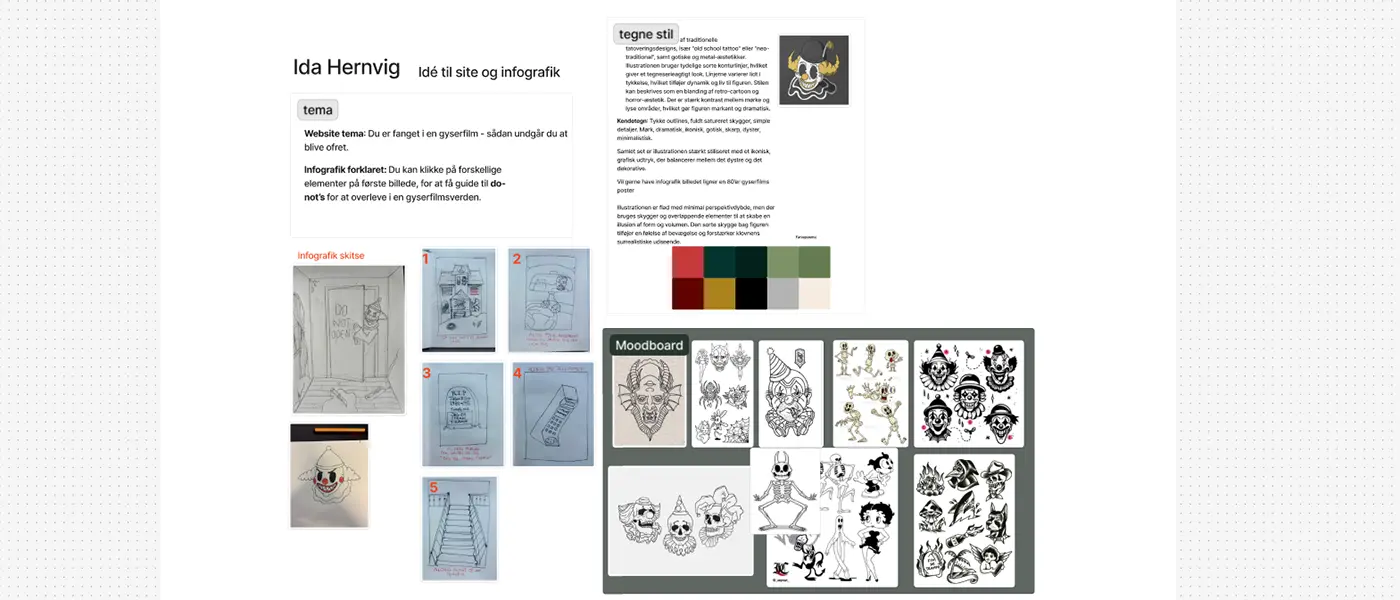 Ida Hernvig
Idé til site og infografik
tema
Website tema: Du er fanget i en gyserfilm - sådan undgår du at
blive ofret.
Infografik forklaret: Du kan klikke på forskellige
elementer på første billede, for at få guide til do-
not's for at overleve i en gyserfilmsverden.
Infografik skitse
DO
NOT
OPEN
1
2
3
RIP
4
5
tegne stil
af traditionelle
tatoveringsdesigns, især "old school tattoo" eller "neo-
traditional", samt gotiske og metal-æstetikker.
Illustrationen bruger tydelige sorte konturlinjer, hvilket
giver et tegneserieagtigt look. Linjerne varierer lidt i
tykkelse, hvilket tilføjer dynamik og liv til figuren. Stilen
kan beskrives som en blanding af retro-cartoon og
horror-æstetik. Der er stærk kontrast mellem mørke og
lyse områder, hvilket gør figuren markant og dramatisk.
Kendetegn: Tykke outlines, fuldt satureret skygger, simple
detaljer. Mørk, dramatisk, ikonisk, gotisk, skarp, dyster,
minimalistisk.
Samlet set er illustrationen stærkt stiliseret med et ikonisk,
grafisk udtryk, der balancerer mellem det dystre og det
dekorative.
Vil gerne have infografik billedet ligner en 80'er gyserfilms
poster
Illustrationen er flad med minimal perspektivdybde, men der
bruges skygger og overlappende elementer til at skabe en
illusion af form og volumen. Den sorte skygge bag figuren
tilføjer en følelse af bevægelse og forstærker klovnens
surrealistiske udseende.
Moodboard